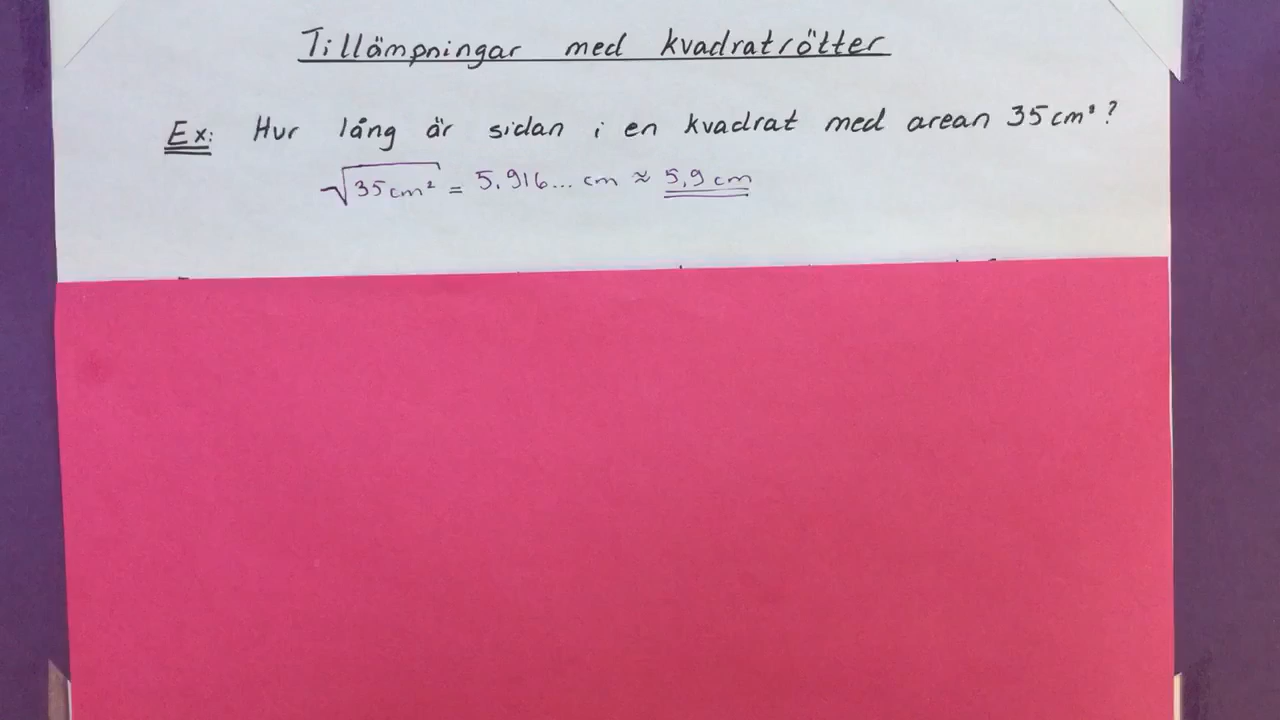 Tillämpningar med kvadratrötter
Ex: Hur lång är sidan i en kvadrat med arean 35 cm²?
√35 cm² = 5,916... cm ≈ 5,9 cm